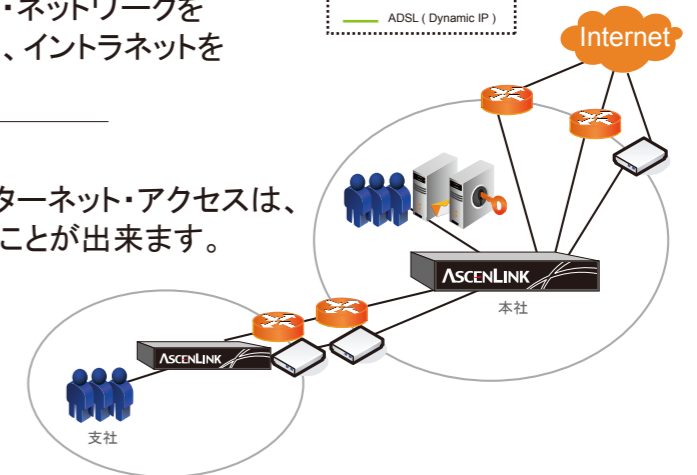 ・ネットワークを
、イントラネットを
ターネット・アクセスは、
ことが出来ます。
ADSL ( Dynamic IP )
Internet
ASCENLINK
本社
ASCENLINK
支社